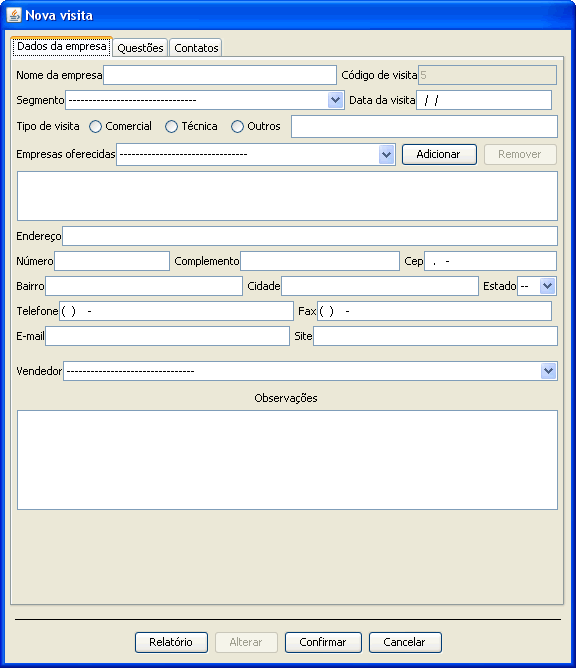 Nova visita
Dados da empresa Questões Contatos
Nome da empresa Código de visita 5
Segmento -------------------------------- Data da visita / /
Tipo de visita Comercial Técnica Outros
Empresas oferecidas -------------------------------- Adicionar Remover
Endereço
Número Complemento Cep . -
Bairro Cidade Estado --
Telefone ( ) - Fax ( ) -
E-mail Site
Vendedor --------------------------------
Observações
Relatório Alterar Confirmar Cancelar